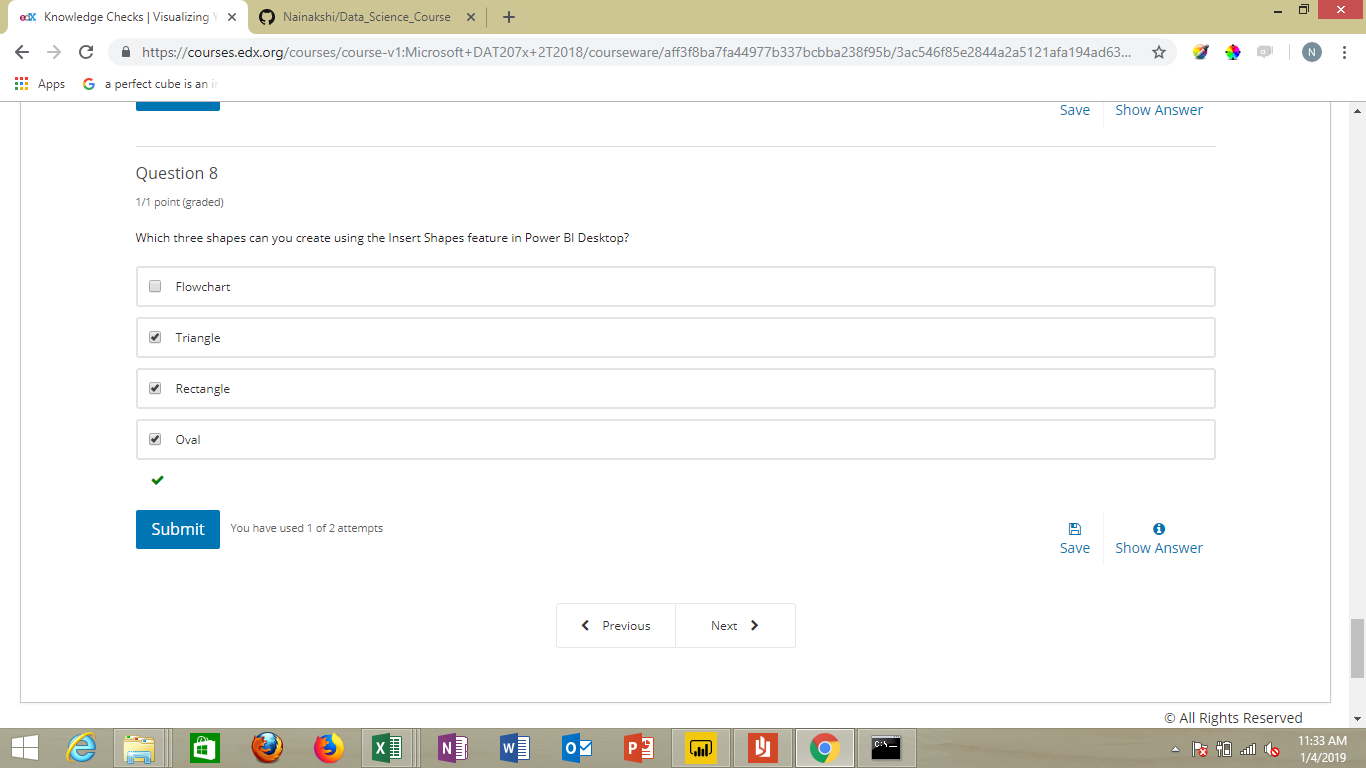 edX Knowledge Checks | Visualizing Y
Nainakshi/Data_Science_Course
https://courses.edx.org/courses/course-v1:Microsoft+DAT207x+2T2018/courseware/aff3f8ba7fa44977b337bcbba238f95b/3ac546f85e2844a2a5121afa194ad63...
N
Apps
G a perfect cube is an i
Save
Show Answer
Question 8
1/1 point (graded)
Which three shapes can you create using the Insert Shapes feature in Power BI Desktop?
Flowchart
Triangle
Rectangle
Oval
Submit
You have used 1 of 2 attempts
Save
Show Answer
Previous
Next
© All Rights Reserved
11:33 AM
1/4/2019